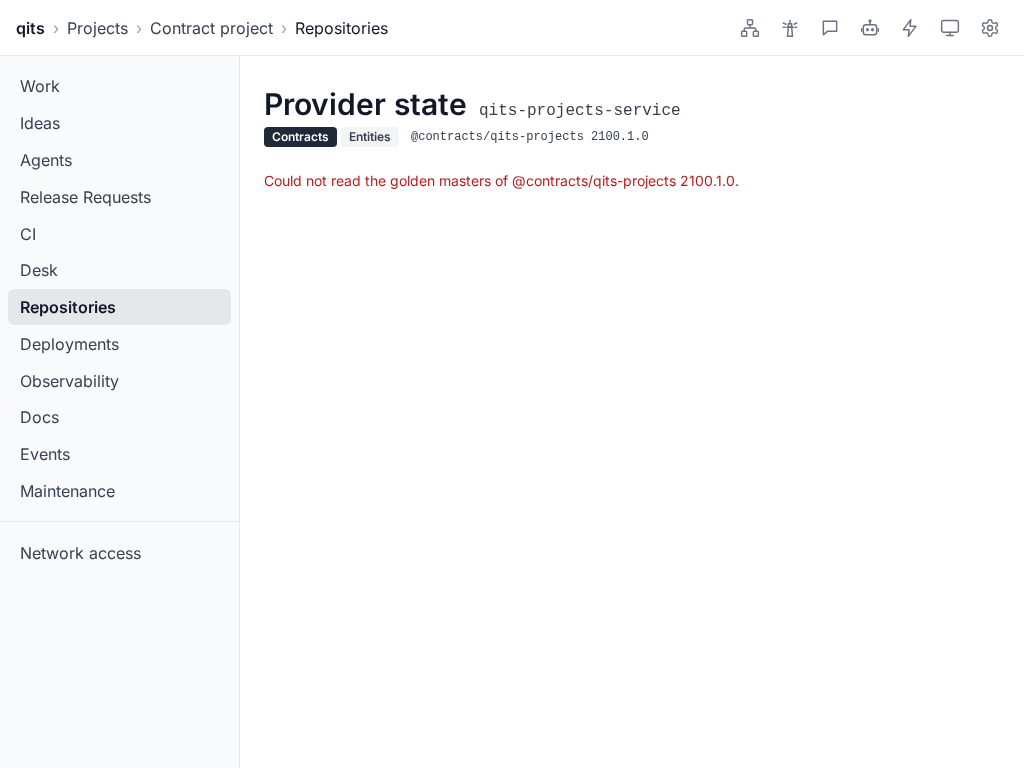 qits › Projects › Contract project › Repositories
Work
Ideas
Agents
Release Requests
CI
Desk
Repositories
Deployments
Observability
Docs
Events
Maintenance
Network access
Provider state qits-projects-service
Contracts Entities @contracts/qits-projects 2100.1.0
Could not read the golden masters of @contracts/qits-projects 2100.1.0.